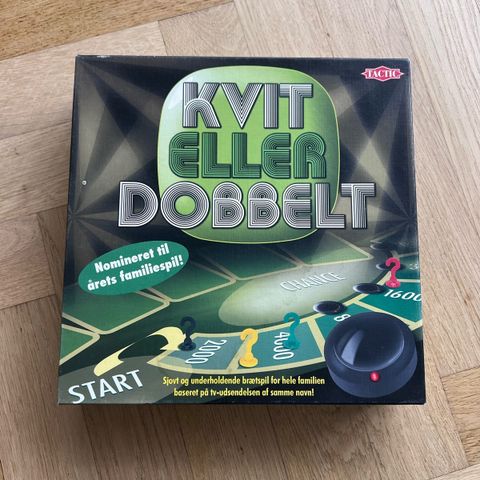 TACTIC
KVIT
ELLER
DOBBELT
Nomineret til
årets familiespil!
CHANCE
1600
8
4000
2000
START
Sjovt og underholdende brætspil for hele familien
baseret på tv-udsendelsen af samme navn!